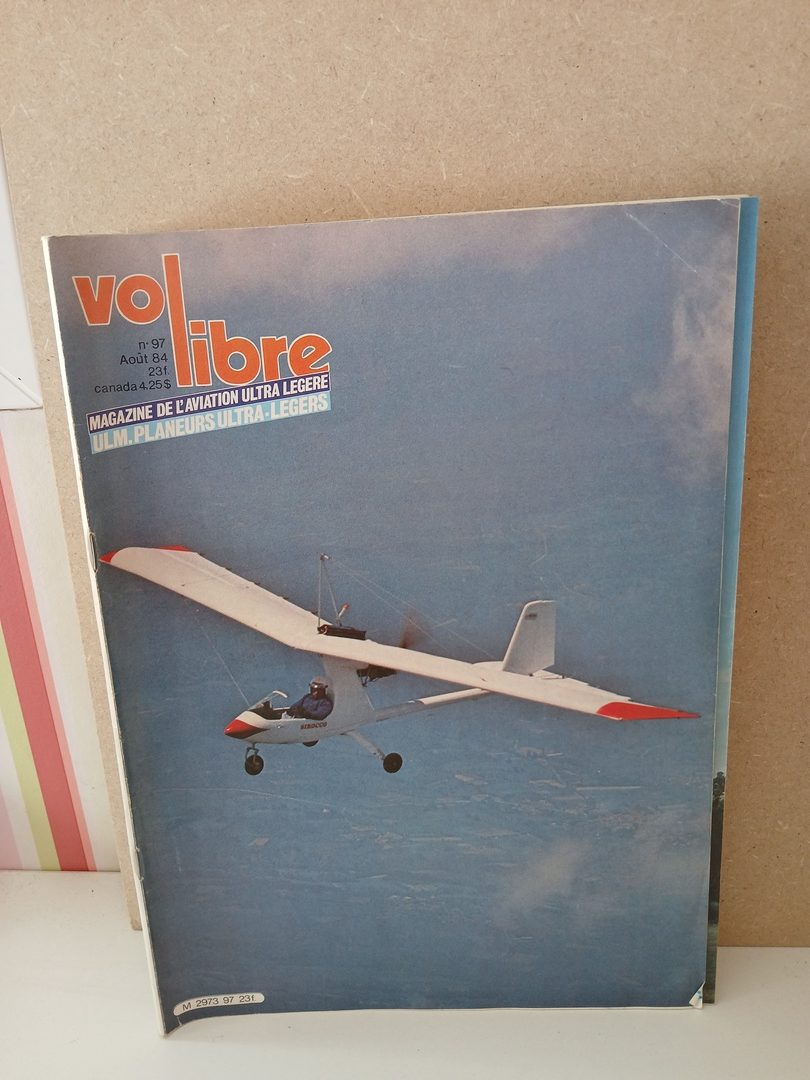 vol libre
n° 97
Août 84
23f.
canada 4.25$
MAGAZINE DE L'AVIATION ULTRA LEGERE
ULM. PLANEURS ULTRA-LEGERS
SIROCCO
M 2973 97 23f.